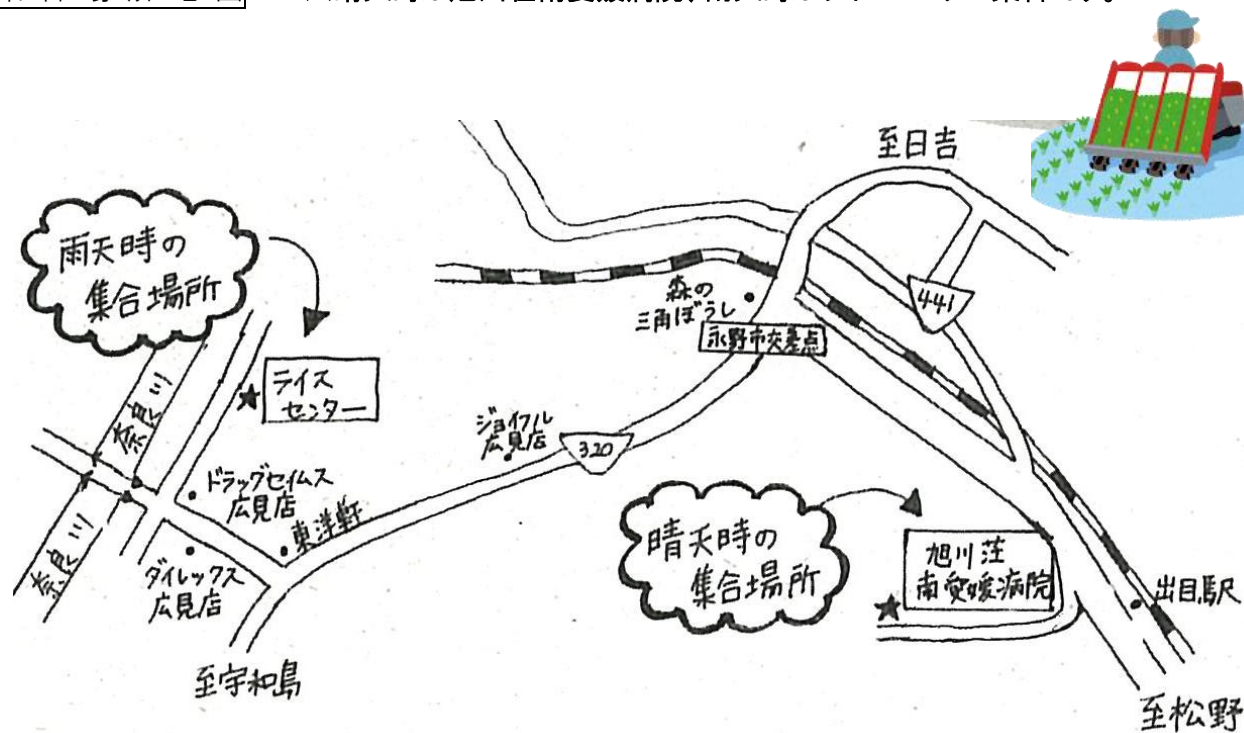 至日吉
雨天時の
集合場所
441
森の
三角ぼうし
永野市交差点
ライス
センター
奈良川
ジョイフル
広見店
320
ドラッグセイムス
広見店
東洋軒
奈良川
ダイレックス
広見店
晴天時の
集合場所
旭川荘
南愛媛病院
出目駅
至宇和島
至松野